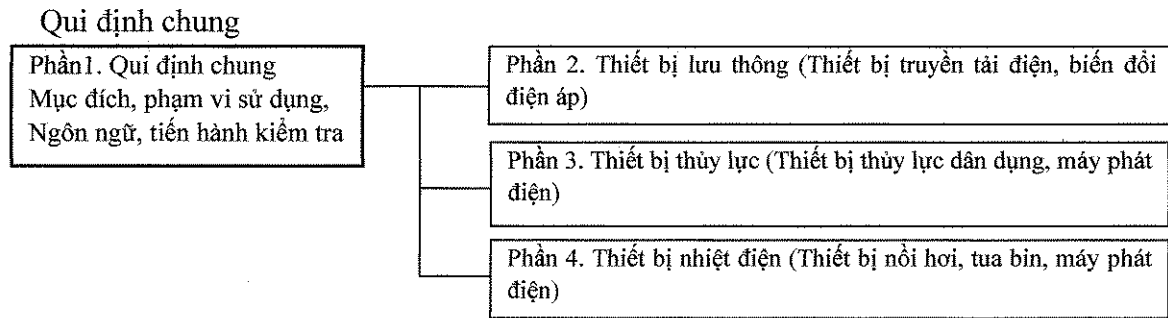 Qui định chung
Phần1. Qui định chung
Mục đích, phạm vi sử dụng,
Ngôn ngữ, tiến hành kiểm tra
Phần 2. Thiết bị lưu thông (Thiết bị truyền tải điện, biến đổi
điện áp)
Phần 3. Thiết bị thủy lực (Thiết bị thủy lực dân dụng, máy phát
điện)
Phần 4. Thiết bị nhiệt điện (Thiết bị nồi hơi, tua bin, máy phát
điện)